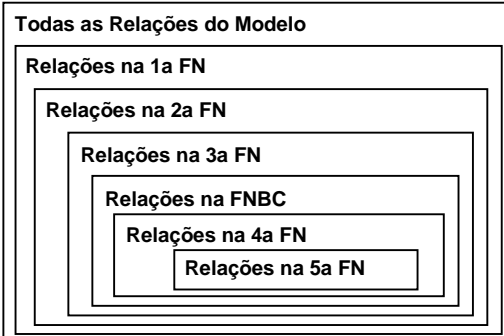 Todas as Relações do Modelo
Relações na 1a FN
Relações na 2a FN
Relações na 3a FN
Relações na FNBC
Relações na 4a FN
Relações na 5a FN